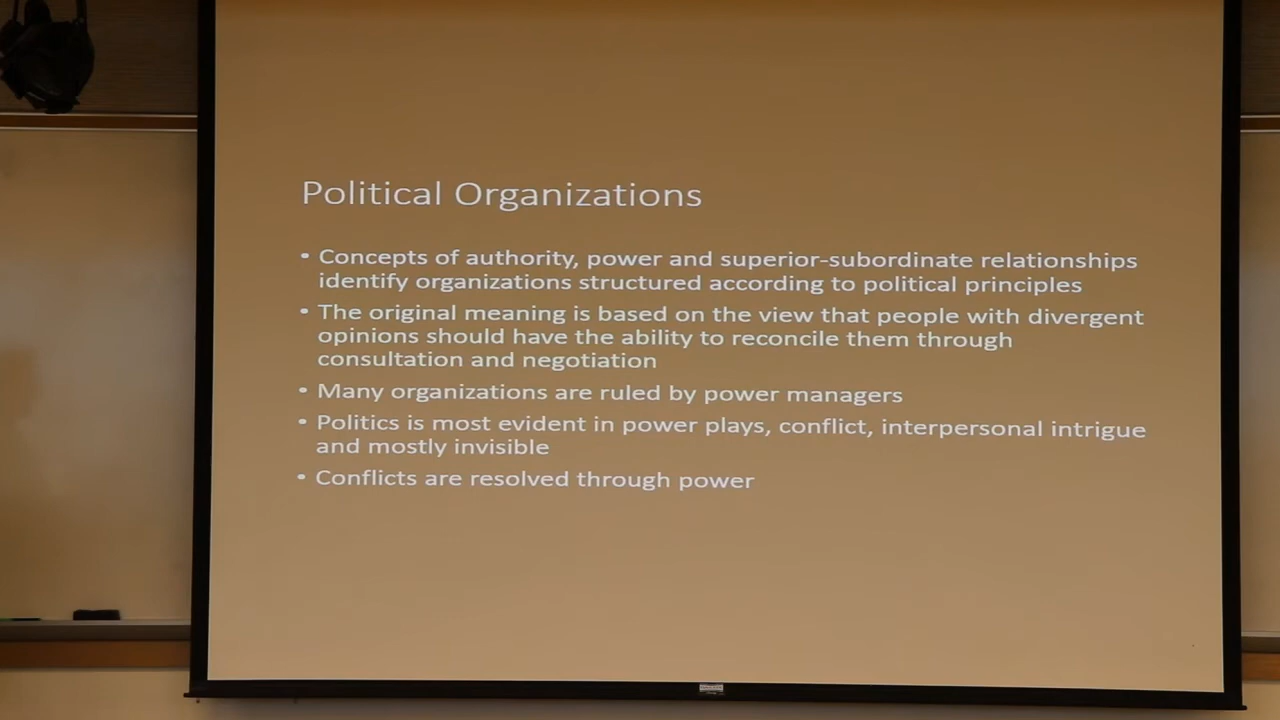 Political Organizations
• Concepts of authority, power and superior-subordinate relationships
identify organizations structured according to political principles
• The original meaning is based on the view that people with divergent
opinions should have the ability to reconcile them through
consultation and negotiation
• Many organizations are ruled by power managers
• Politics is most evident in power plays, conflict, interpersonal intrigue
and mostly invisible
• Conflicts are resolved through power